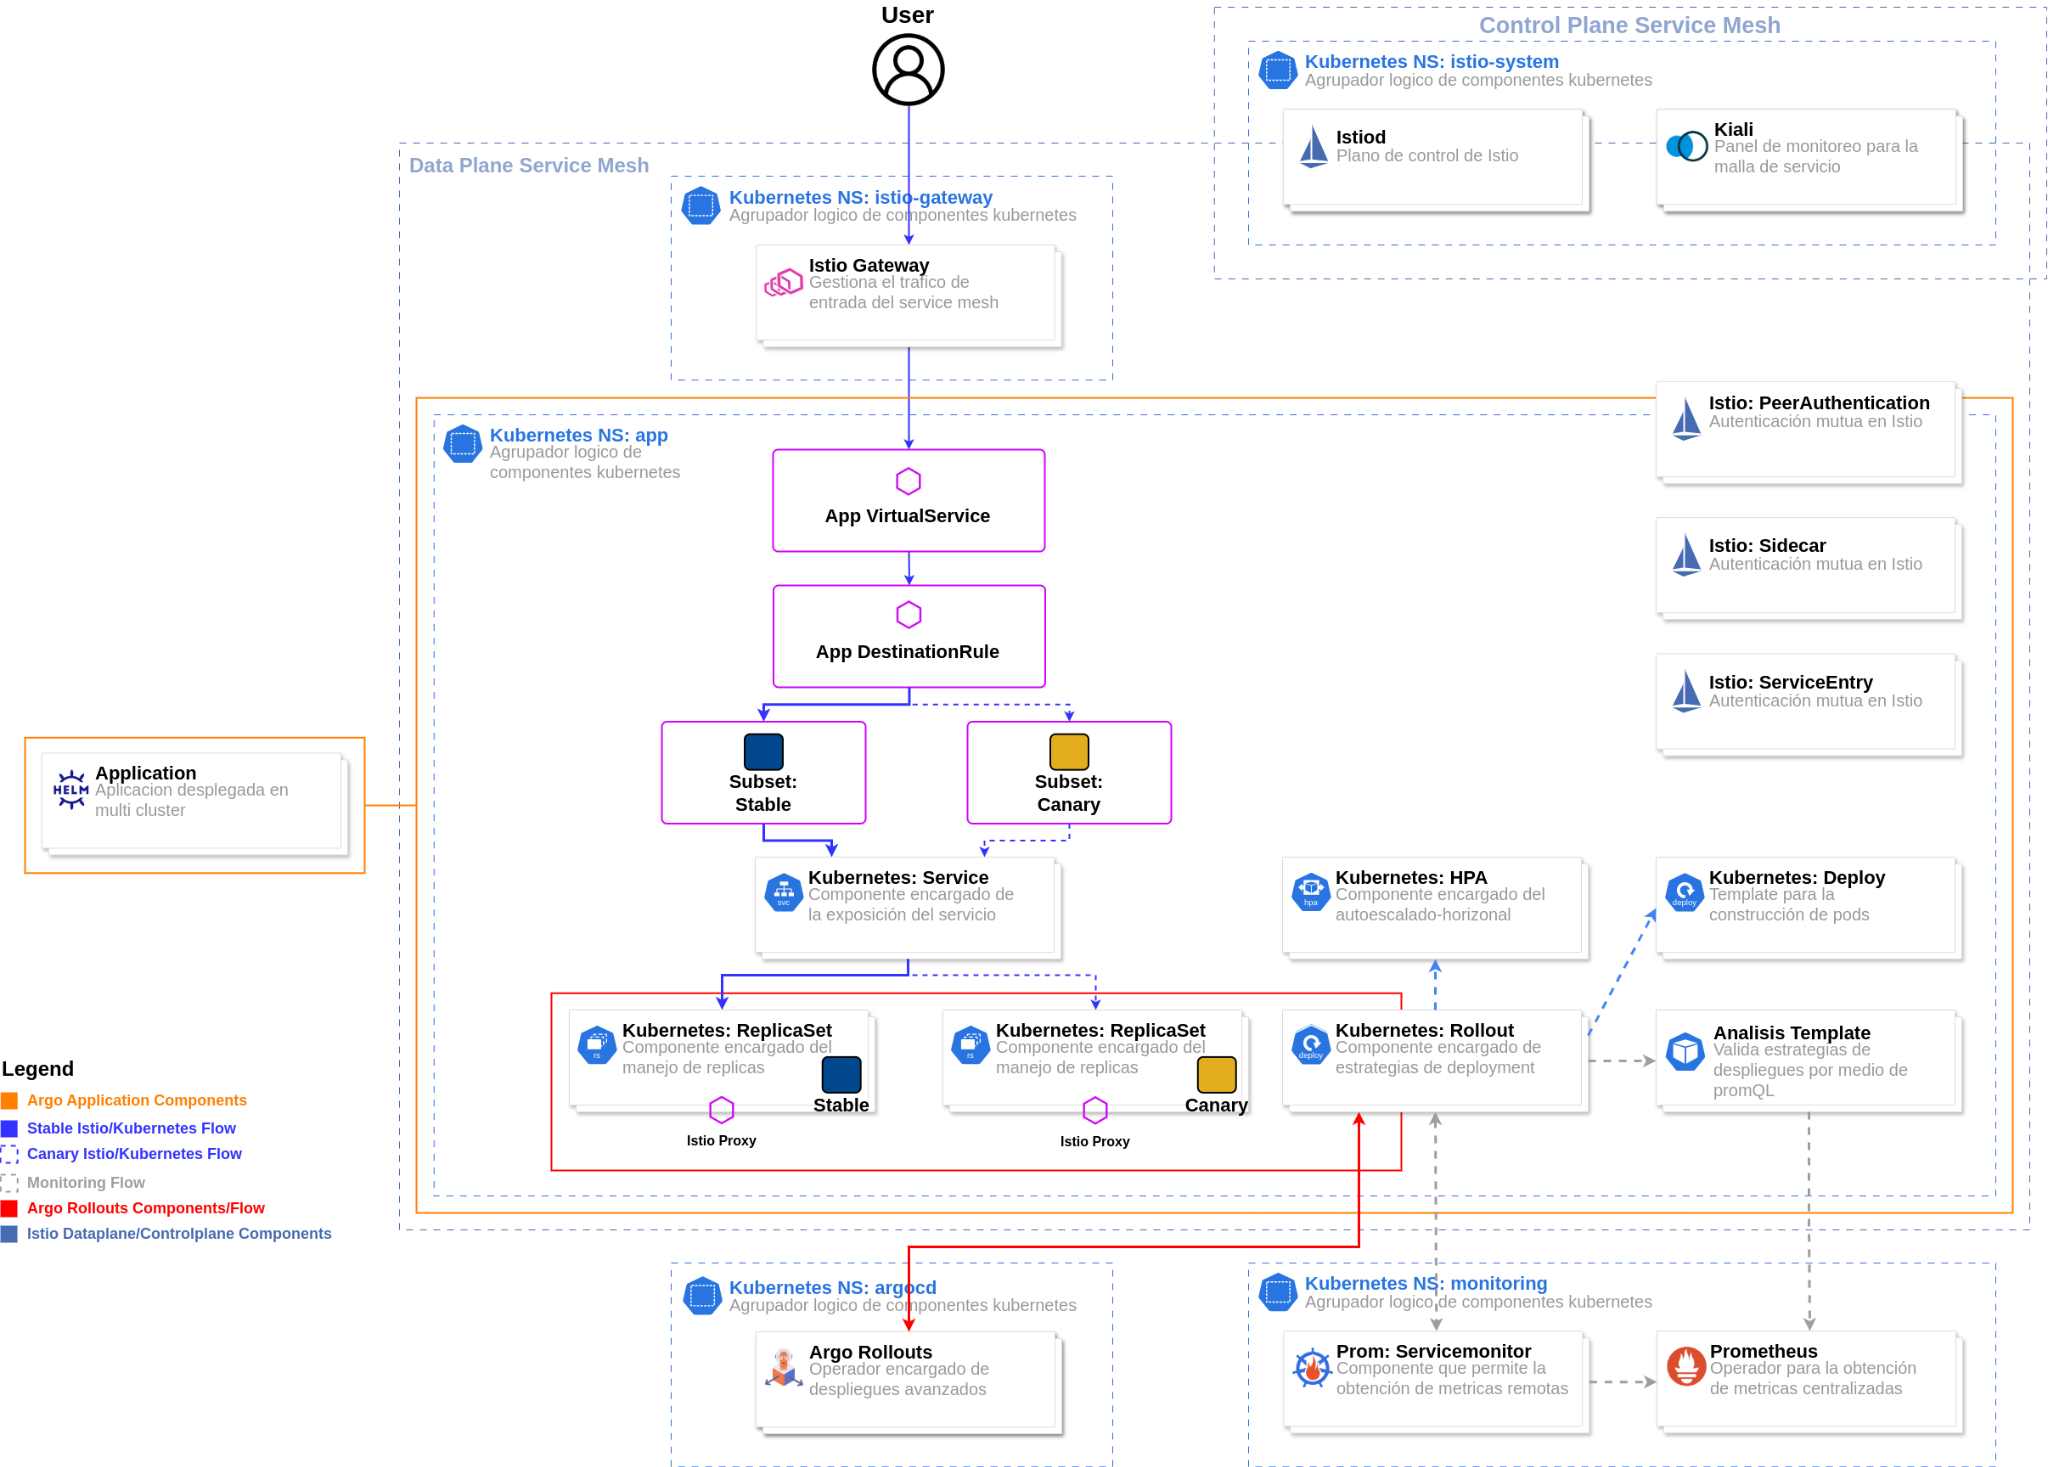 User
Control Plane Service Mesh
Kubernetes NS: istio-system
Agrupador logico de componentes kubernetes
Istiod
Plano de control de Istio
Kiali
Panel de monitoreo para la
malla de servicio
Data Plane Service Mesh
Kubernetes NS: istio-gateway
Agrupador logico de componentes kubernetes
Istio Gateway
Gestiona el trafico de
entrada del service mesh
Kubernetes NS: app
Agrupador logico de
componentes kubernetes
Istio: PeerAuthentication
Autenticación mutua en Istio
App VirtualService
Istio: Sidecar
Autenticación mutua en Istio
App DestinationRule
Istio: ServiceEntry
Autenticación mutua en Istio
Subset:
Stable
Subset:
Canary
HELM
Application
Aplicacion desplegada en
multi cluster
svc
Kubernetes: Service
Componente encargado de
la exposición del servicio
hpa
Kubernetes: HPA
Componente encargado del
autoescalado-horizonal
deploy
Kubernetes: Deploy
Template para la
construcción de pods
rs
Kubernetes: ReplicaSet
Componente encargado del
manejo de replicas
Stable
Istio Proxy
rs
Kubernetes: ReplicaSet
Componente encargado del
manejo de replicas
Canary
Istio Proxy
deploy
Kubernetes: Rollout
Componente encargado de
estrategias de deployment
Analisis Template
Valida estrategias de
despliegues por medio de
promQL
Legend
Argo Application Components
Stable Istio/Kubernetes Flow
Canary Istio/Kubernetes Flow
Monitoring Flow
Argo Rollouts Components/Flow
Istio Dataplane/Controlplane Components
Kubernetes NS: argocd
Agrupador logico de componentes kubernetes
Argo Rollouts
Operador encargado de
despliegues avanzados
Kubernetes NS: monitoring
Agrupador logico de componentes kubernetes
Prom: Servicemonitor
Componente que permite la
obtención de metricas remotas
Prometheus
Operador para la obtención
de metricas centralizadas